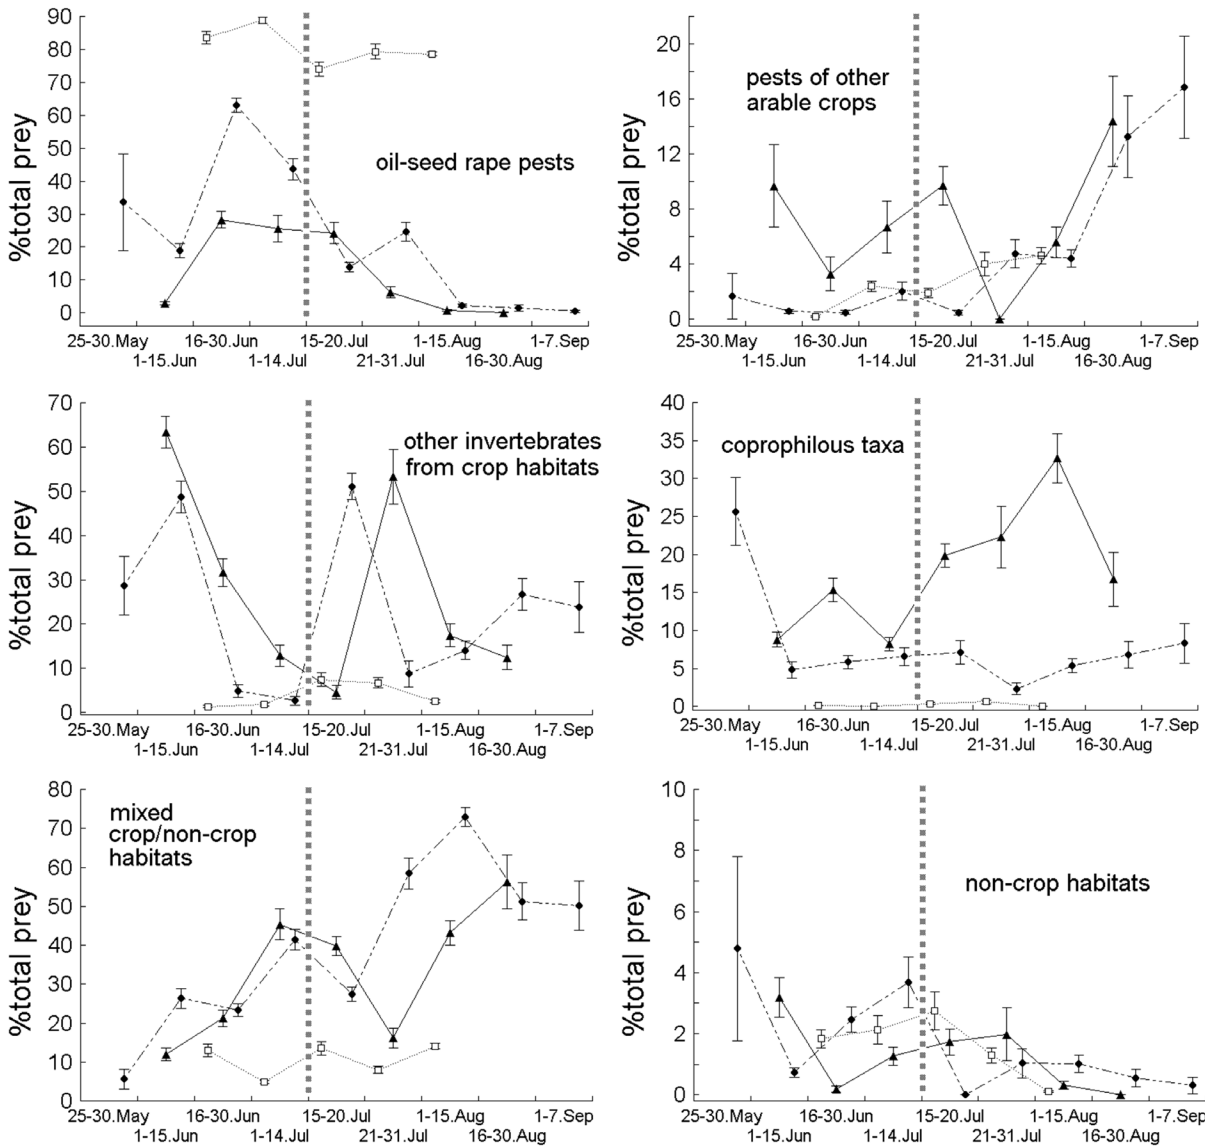 90
80
70
60
50
40
30
20
10
0
%total prey
oil-seed rape pests
25-30.May 16-30.Jun 15-20.Jul 1-15.Aug 1-7.Sep
1-15.Jun 1-14.Jul 21-31.Jul 16-30.Aug
20
16
12
8
4
0
%total prey
pests of other
arable crops
25-30.May 16-30.Jun 15-20.Jul 1-15.Aug 1-7.Sep
1-15.Jun 1-14.Jul 21-31.Jul 16-30.Aug
70
60
50
40
30
20
10
0
%total prey
other invertebrates
from crop habitats
25-30.May 16-30.Jun 15-20.Jul 1-15.Aug 1-7.Sep
1-15.Jun 1-14.Jul 21-31.Jul 16-30.Aug
40
35
30
25
20
15
10
5
0
%total prey
coprophilous taxa
25-30.May 16-30.Jun 15-20.Jul 1-15.Aug 1-7.Sep
1-15.Jun 1-14.Jul 21-31.Jul 16-30.Aug
80
70
60
50
40
30
20
10
0
%total prey
mixed
crop/non-crop
habitats
25-30.May 16-30.Jun 15-20.Jul 1-15.Aug 1-7.Sep
1-15.Jun 1-14.Jul 21-31.Jul 16-30.Aug
10
8
6
4
2
0
%total prey
non-crop habitats
25-30.May 16-30.Jun 15-20.Jul 1-15.Aug 1-7.Sep
1-15.Jun 1-14.Jul 21-31.Jul 16-30.Aug